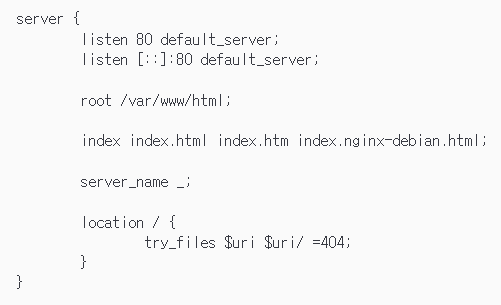 server {
        listen 80 default_server;
        listen [::]:80 default_server;

        root /var/www/html;

        index index.html index.htm index.nginx-debian.html;

        server_name _;

        location / {
                try_files $uri $uri/ =404;
        }
}